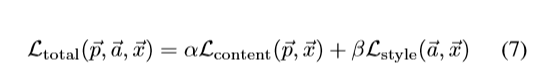 ℒ_total(p⃗, a⃗, x⃗) = αℒ_content(p⃗, x⃗) + βℒ_style(a⃗, x⃗) (7)